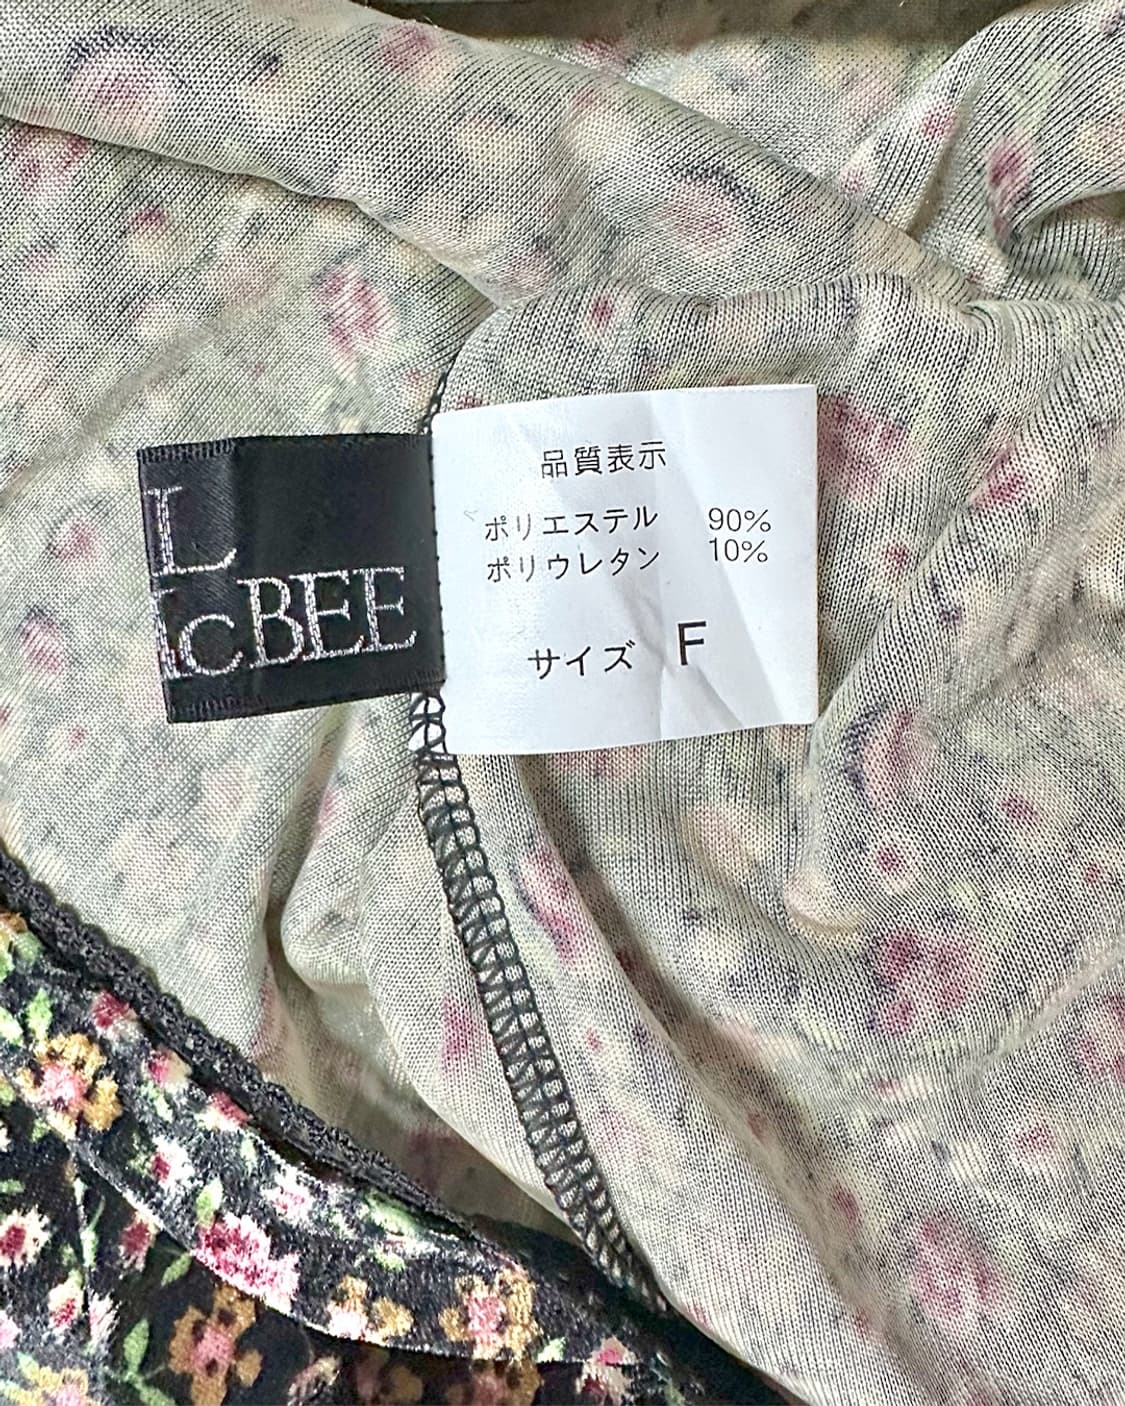 L
McBEE
品質表示
ポリエステル 90%
ポリウレタン 10%
サイズ F